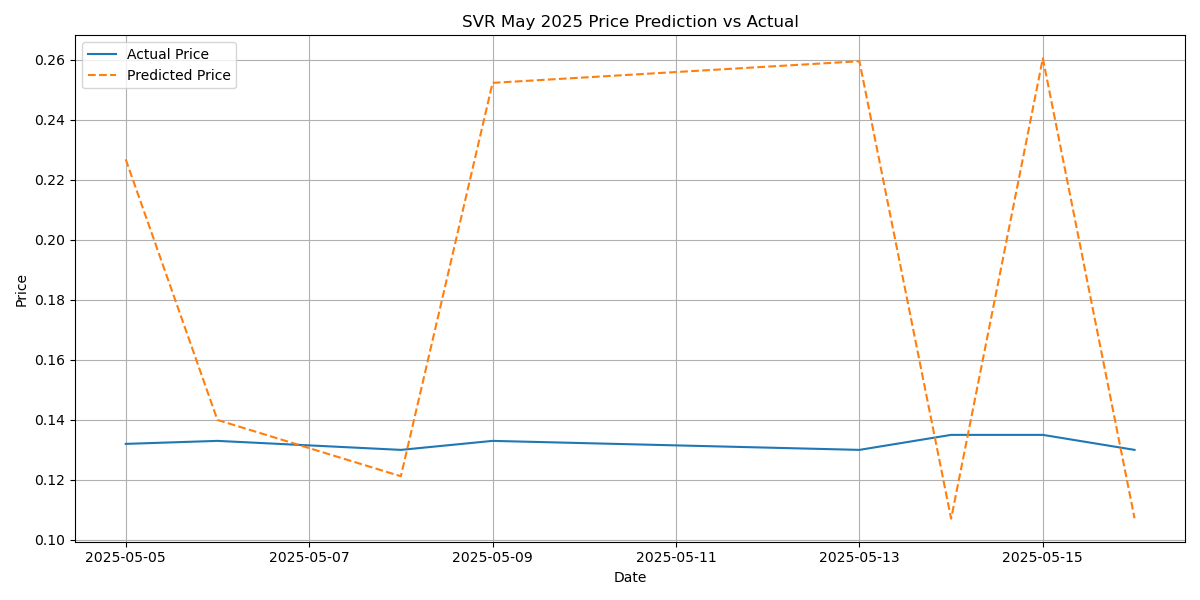 SVR May 2025 Price Prediction vs Actual
Actual Price
Predicted Price
Price
0.26
0.24
0.22
0.20
0.18
0.16
0.14
0.12
0.10
2025-05-05 2025-05-07 2025-05-09 2025-05-11 2025-05-13 2025-05-15
Date